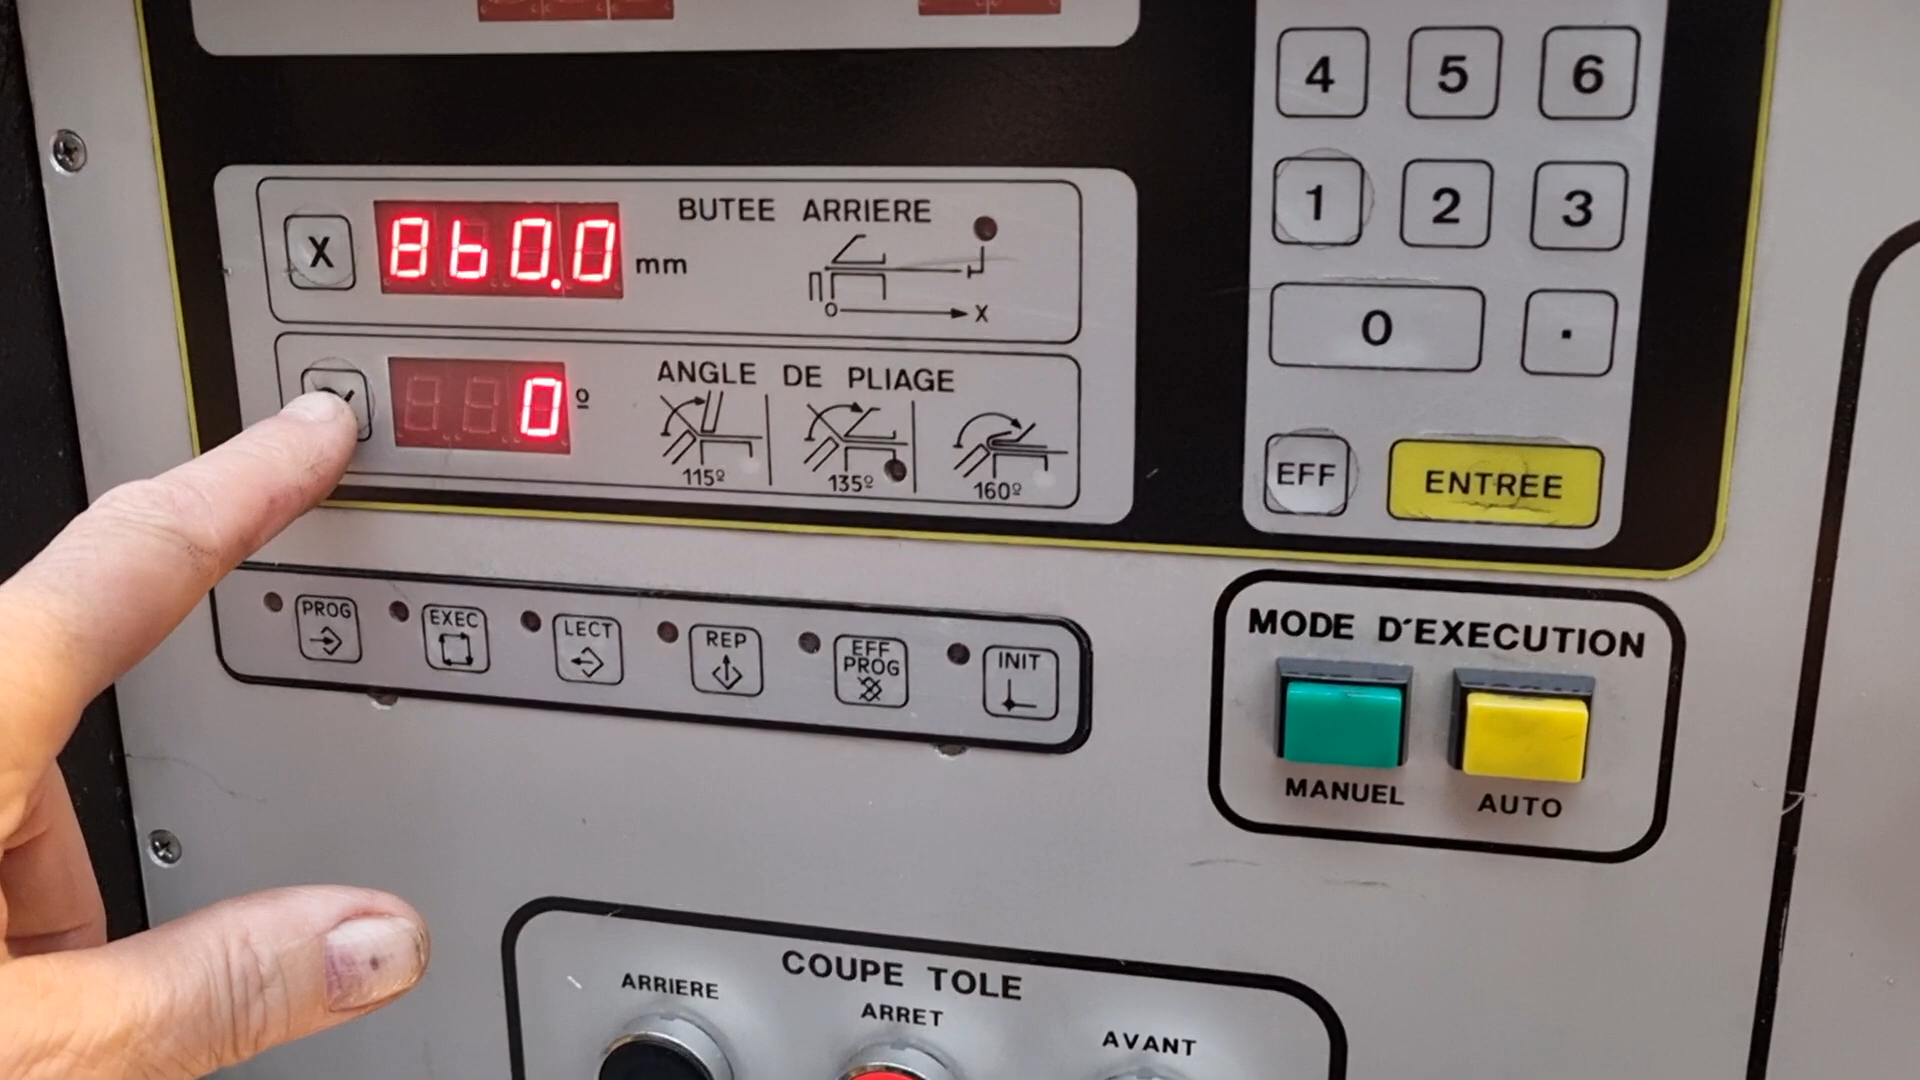 4 5 6
1 2 3
0 .
EFF ENTREE
X 860.0 mm BUTEE ARRIERE
O X
0 º ANGLE DE PLIAGE
115º 135º 160º
PROG EXEC LECT REP EFF PROG INIT
MODE D'EXECUTION
MANUEL AUTO
COUPE TOLE
ARRIERE ARRET AVANT